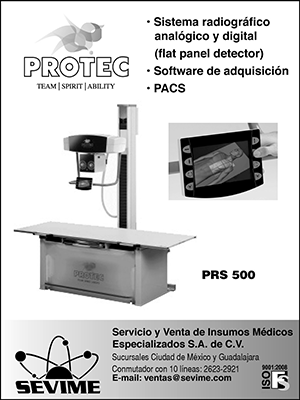 PROTEC
TEAM | SPIRIT | ABILITY
• Sistema radiográfico
analógico y digital
(flat panel detector)
• Software de adquisición
• PACS
PROTEC
PRS 500
SEVIME
Servicio y Venta de Insumos Médicos
Especializados S.A. de C.V.
Sucursales Ciudad de México y Guadalajara
Conmutador con 10 líneas: 2623-2921
E-mail: ventas@sevime.com
ISO
9001:2008
FS